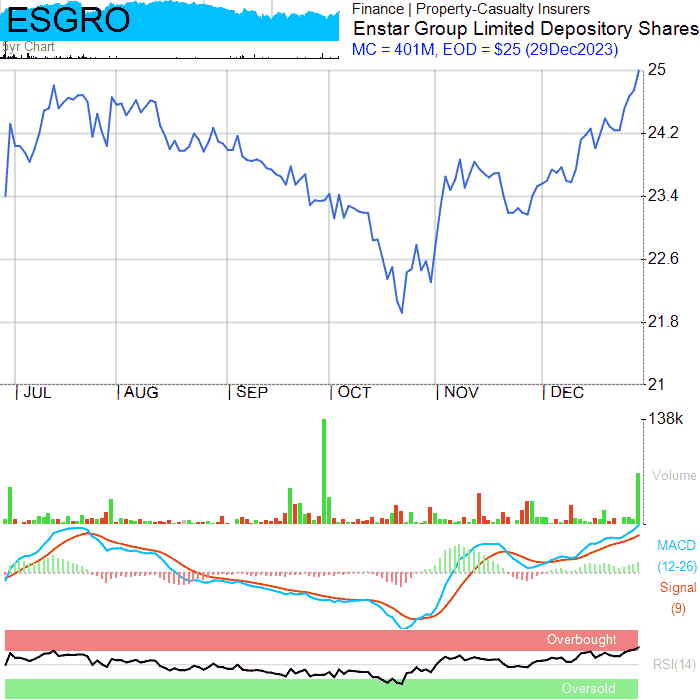 ESGRO
5yr Chart
Finance | Property-Casualty Insurers
Enstar Group Limited Depository Shares
MC = 401M, EOD = $25 (29Dec2023)
25
24.2
23.4
22.6
21.8
21
JUL AUG SEP OCT NOV DEC
138k
Volume
MACD
(12-26)
Signal
(9)
Overbought
RSI(14)
Oversold